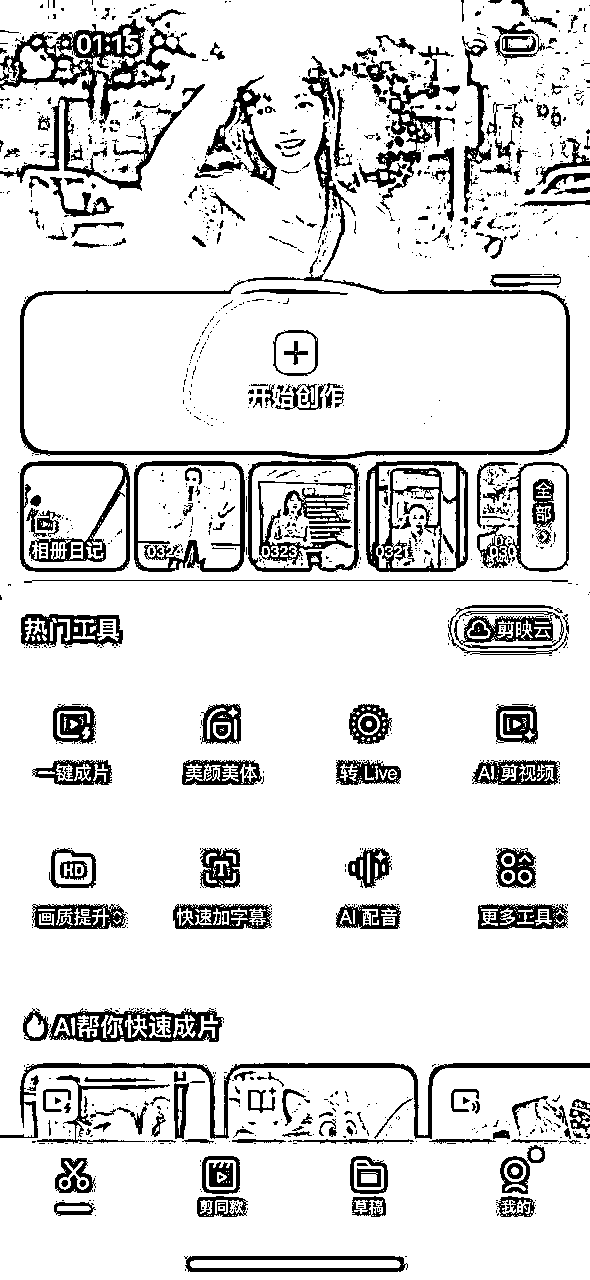 01:15
开始创作
相册日记
0324
0323
0321
030
全部
热门工具
剪映云
一键成片
美颜美体
转 Live
AI 剪视频
HD
画质提升
T
快速加字幕
AI 配音
更多工具
AI帮你快速成片
剪同款
草稿
我的